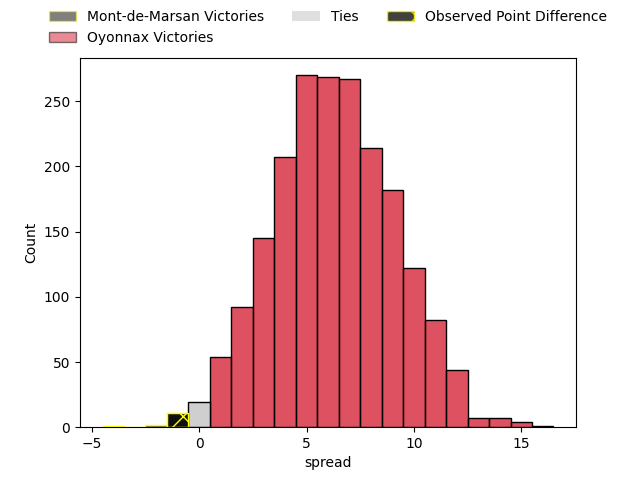 Mont-de-Marsan Victories
Oyonnax Victories
Ties
Observed Point Difference
Count
250
200
150
100
50
0
−5 0 5 10 15
spread